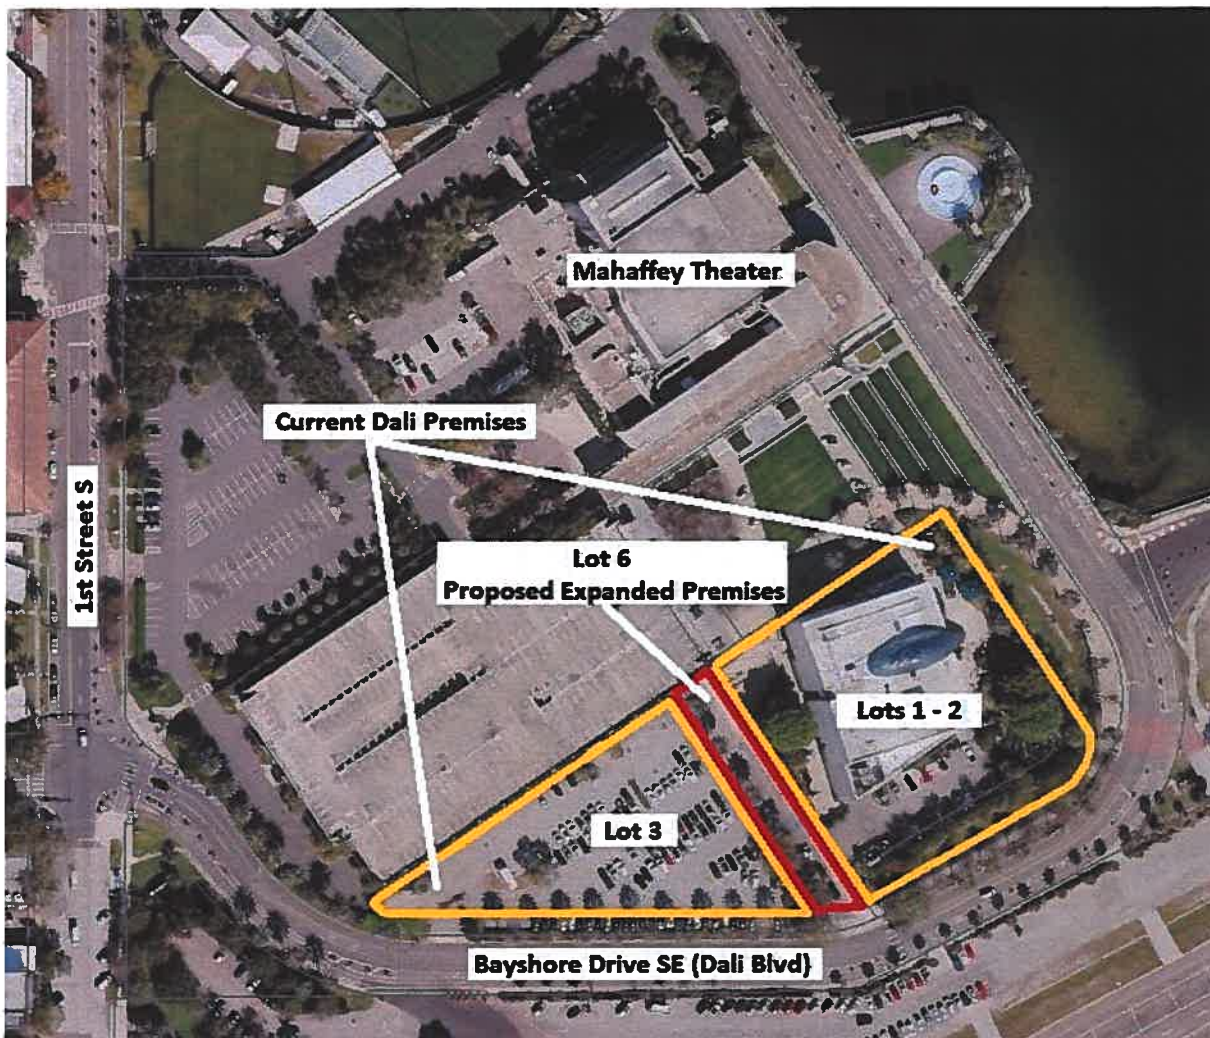 Mahaffey Theater
Current Dali Premises
1st Street S
Lot 6
Proposed Expanded Premises
Lots 1 - 2
Lot 3
Bayshore Drive SE (Dali Blvd)